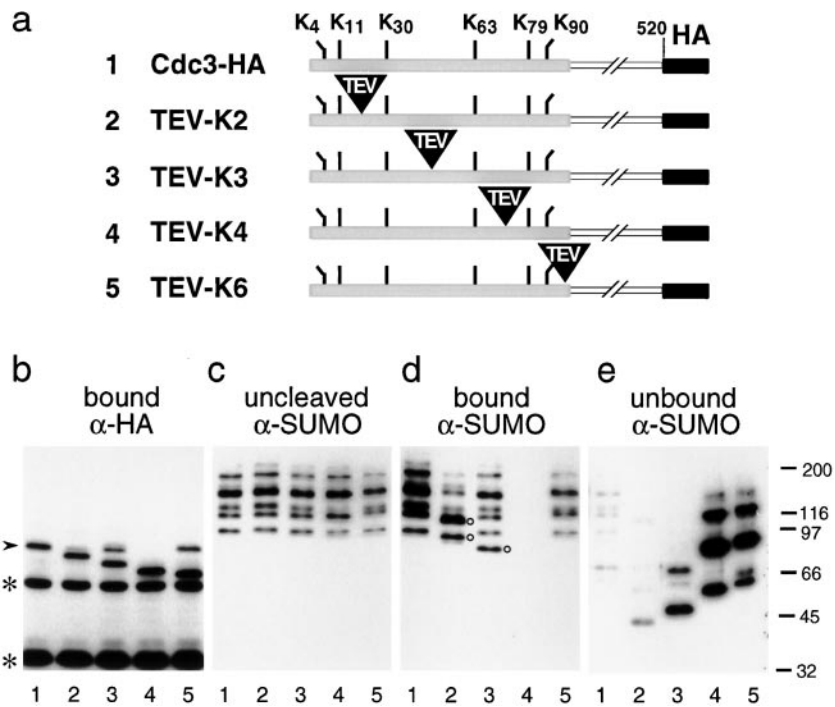 a
K4 K11 K30 K63 K79 K90 520 HA
1 Cdc3-HA
TEV
2 TEV-K2
TEV
3 TEV-K3
TEV
4 TEV-K4
TEV
5 TEV-K6
b c d e
bound uncleaved bound unbound
α-HA α-SUMO α-SUMO α-SUMO
200
116
97
66
45
32
*
*
1 2 3 4 5 1 2 3 4 5 1 2 3 4 5 1 2 3 4 5